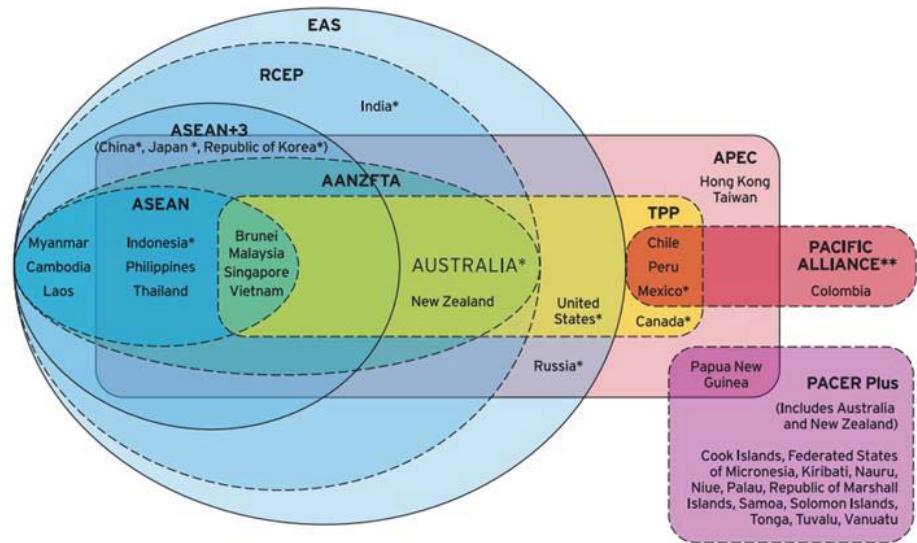 EAS
RCEP
India*
ASEAN+3
(China*, Japan *, Republic of Korea*)
APEC
Hong Kong
Taiwan
AANZFTA
ASEAN
TPP
Myanmar
Cambodia
Laos
Indonesia*
Philippines
Thailand
Brunei
Malaysia
Singapore
Vietnam
AUSTRALIA*
New Zealand
United
States*
Chile
Peru
Mexico*
Canada*
PACIFIC
ALLIANCE**
Colombia
Russia*
Papua New
Guinea
PACER Plus
(Includes Australia
and New Zealand)
Cook Islands, Federated States
of Micronesia, Kiribati, Nauru,
Niue, Palau, Republic of Marshall
Islands, Samoa, Solomon Islands,
Tonga, Tuvalu, Vanuatu